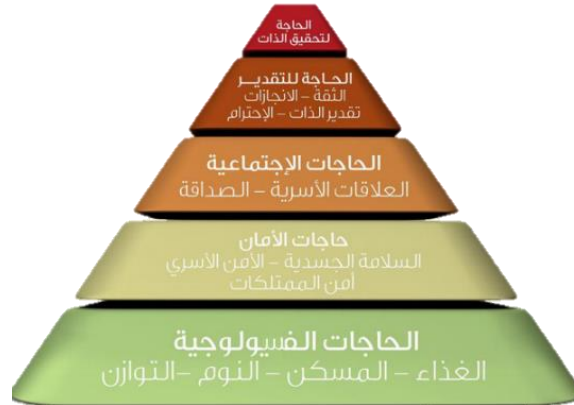 الحاجة
لتحقيق الذات
الحاجة للتقدير
الثقة – الانجازات
تقدير الذات – الإحترام
الحاجات الإجتماعية
العلاقات الأسرية – الصداقة
حاجات الأمان
السلامة الجسدية – الأمن الأسري
أمن الممتلكات
الحاجات الفسيولوجية
الغذاء – المسكن – النوم –التوازن